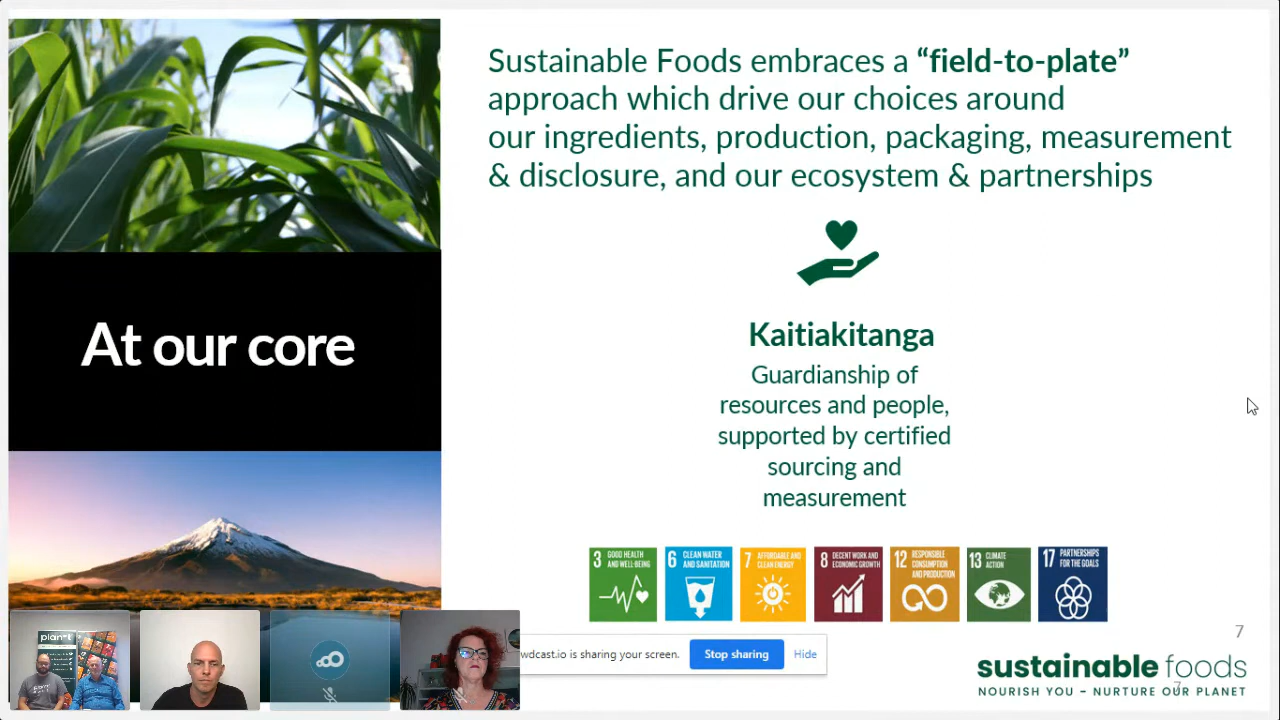 Sustainable Foods embraces a “field-to-plate”
approach which drive our choices around
our ingredients, production, packaging, measurement
& disclosure, and our ecosystem & partnerships
At our core
Kaitiakitanga
Guardianship of
resources and people,
supported by certified
sourcing and
measurement
3 GOOD HEALTH
AND WELL-BEING
6 CLEAN WATER
AND SANITATION
7 AFFORDABLE AND
CLEAN ENERGY
8 DECENT WORK AND
ECONOMIC GROWTH
12 RESPONSIBLE
CONSUMPTION
AND PRODUCTION
13 CLIMATE
ACTION
17 PARTNERSHIPS
FOR THE GOALS
7
wdcast.io is sharing your screen.
Stop sharing
Hide
sustainable foods
NOURISH YOU – NURTURE OUR PLANET
7
plan*t